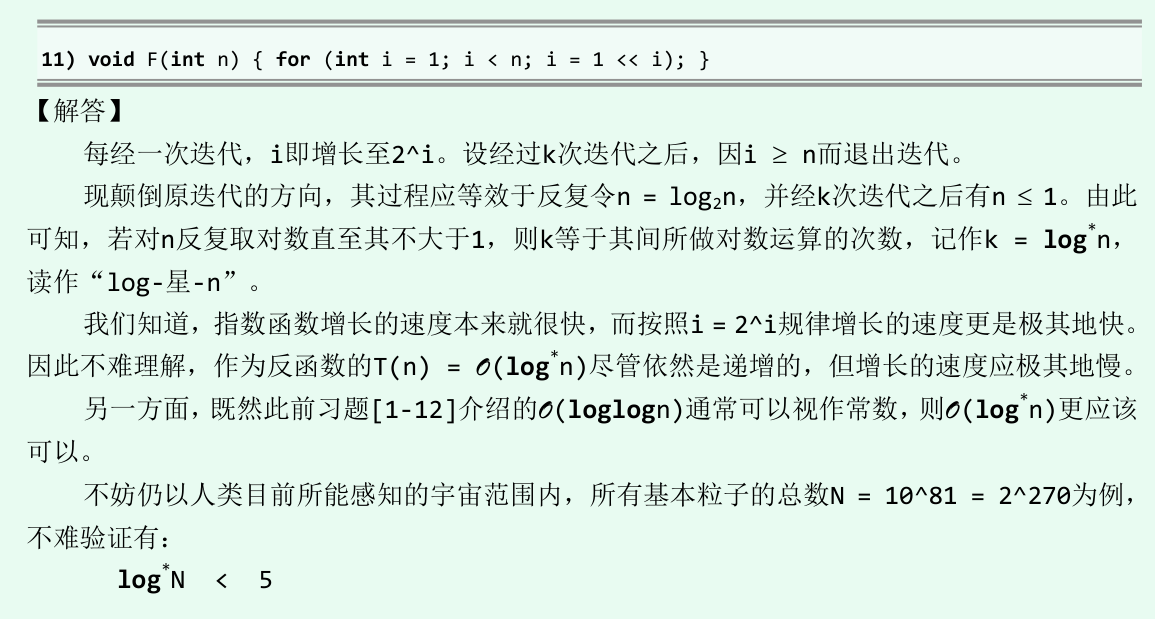 11) void F(int n) { for (int i = 1; i < n; i = 1 << i); }
【解答】
每经一次迭代，i即增长至2^i。设经过k次迭代之后，因i ≥ n而退出迭代。
现颠倒原迭代的方向，其过程应等效于反复令n = log₂n，并经k次迭代之后有n ≤ 1。由此
可知，若对n反复取对数直至其不大于1，则k等于其间所做对数运算的次数，记作k = log*n，
读作“log-星-n”。
我们知道，指数函数增长的速度本来就很快，而按照i = 2^i规律增长的速度更是极其地快。
因此不难理解，作为反函数的T(n) = O(log*n)尽管依然是递增的，但增长的速度应极其地慢。
另一方面，既然此前习题[1-12]介绍的O(loglogn)通常可以视作常数，则O(log*n)更应该
可以。
不妨仍以人类目前所能感知的宇宙范围内，所有基本粒子的总数N = 10^81 = 2^270为例，
不难验证有：
log*N < 5